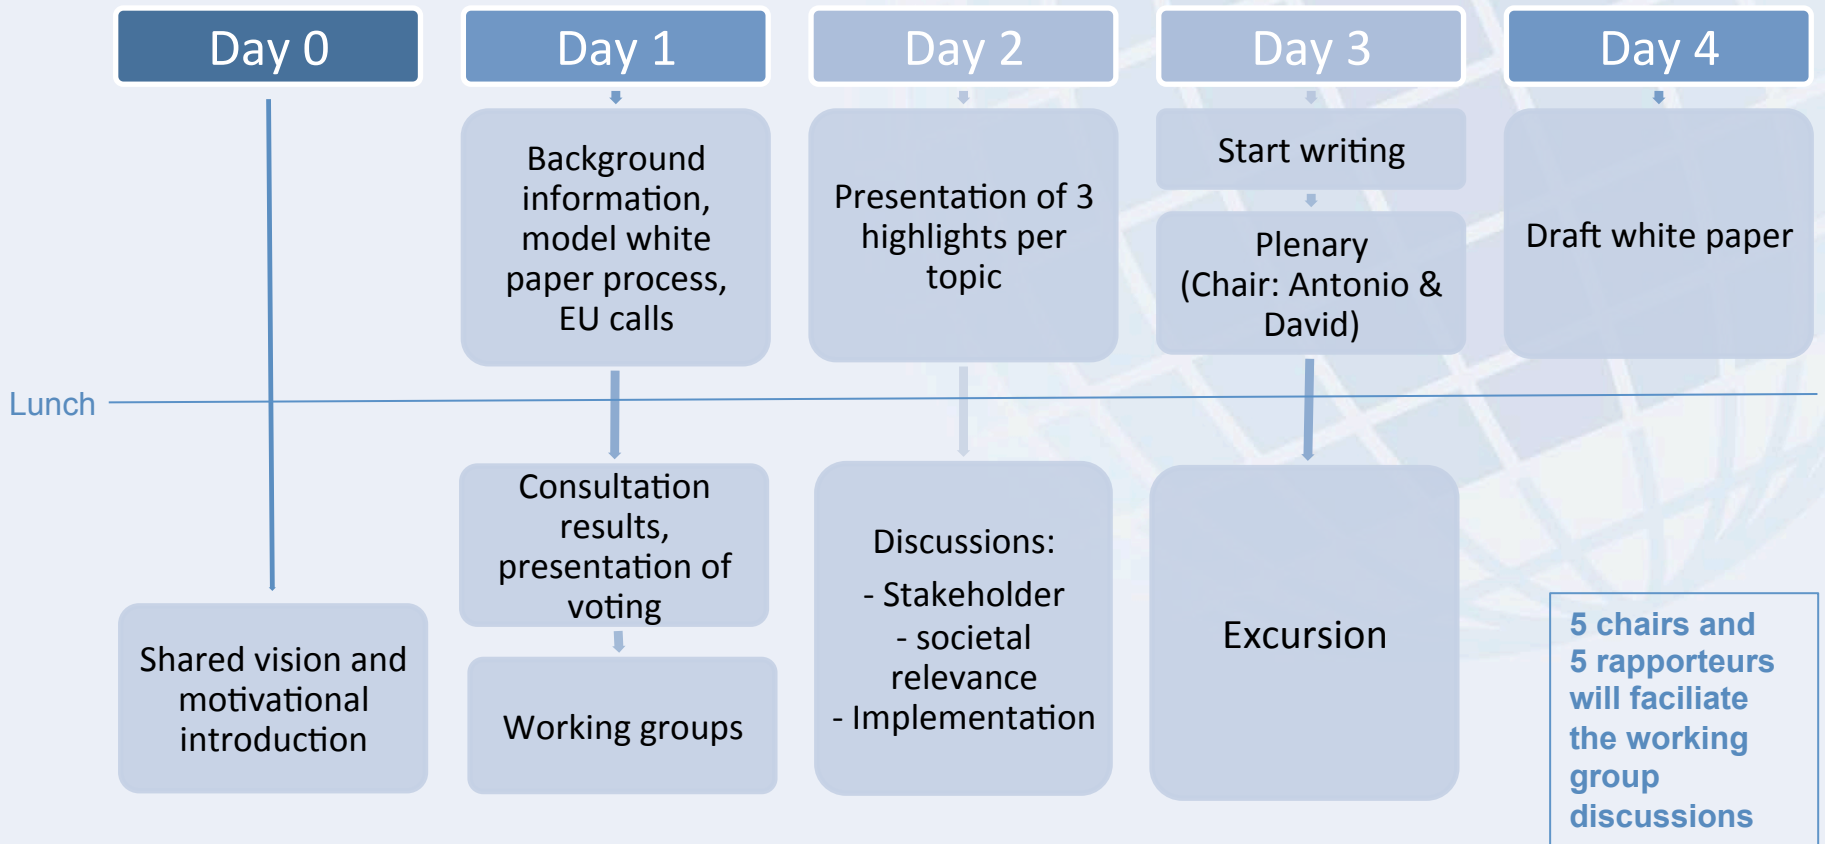 Day 0
Day 1
Day 2
Day 3
Day 4
Background
information,
model white
paper process,
EU calls
Presentation of 3
highlights per
topic
Start writing
Plenary
(Chair: Antonio &
David)
Draft white paper
Lunch
Shared vision and
motivational
introduction
Consultation
results,
presentation of
voting
Working groups
Discussions:
- Stakeholder
- societal
relevance
- Implementation
Excursion
5 chairs and
5 rapporteurs
will faciliate
the working
group
discussions